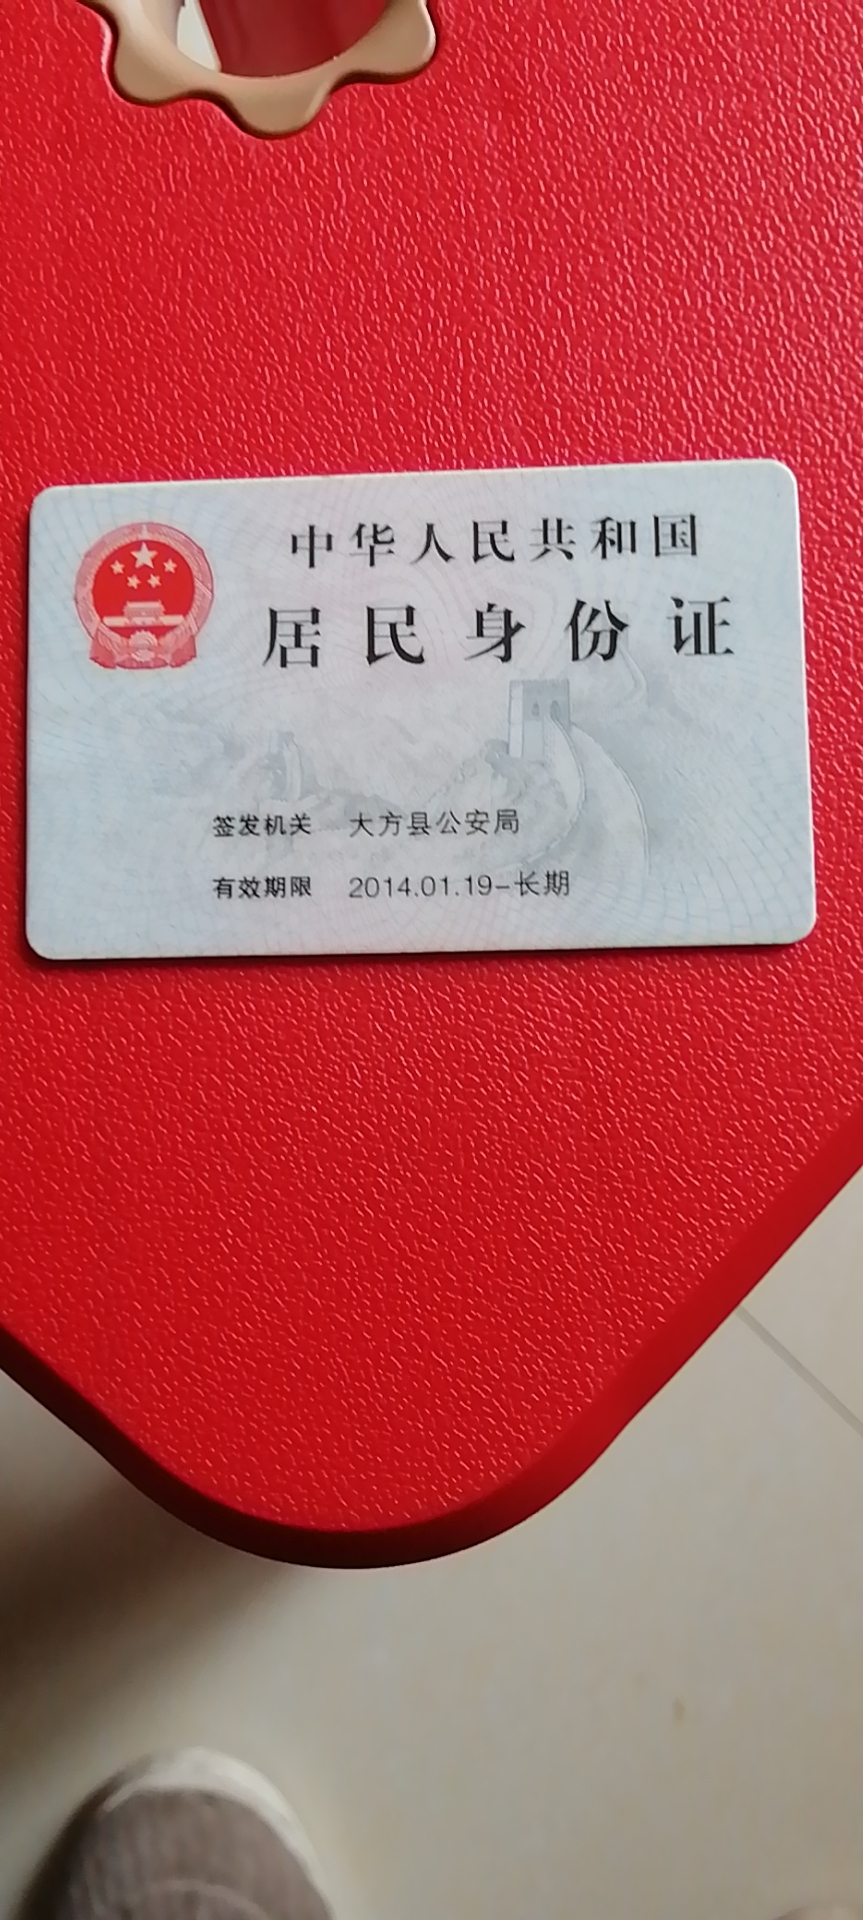 中华人民共和国
居民身份证
签发机关 大方县公安局
有效期限 2014.01.19-长期